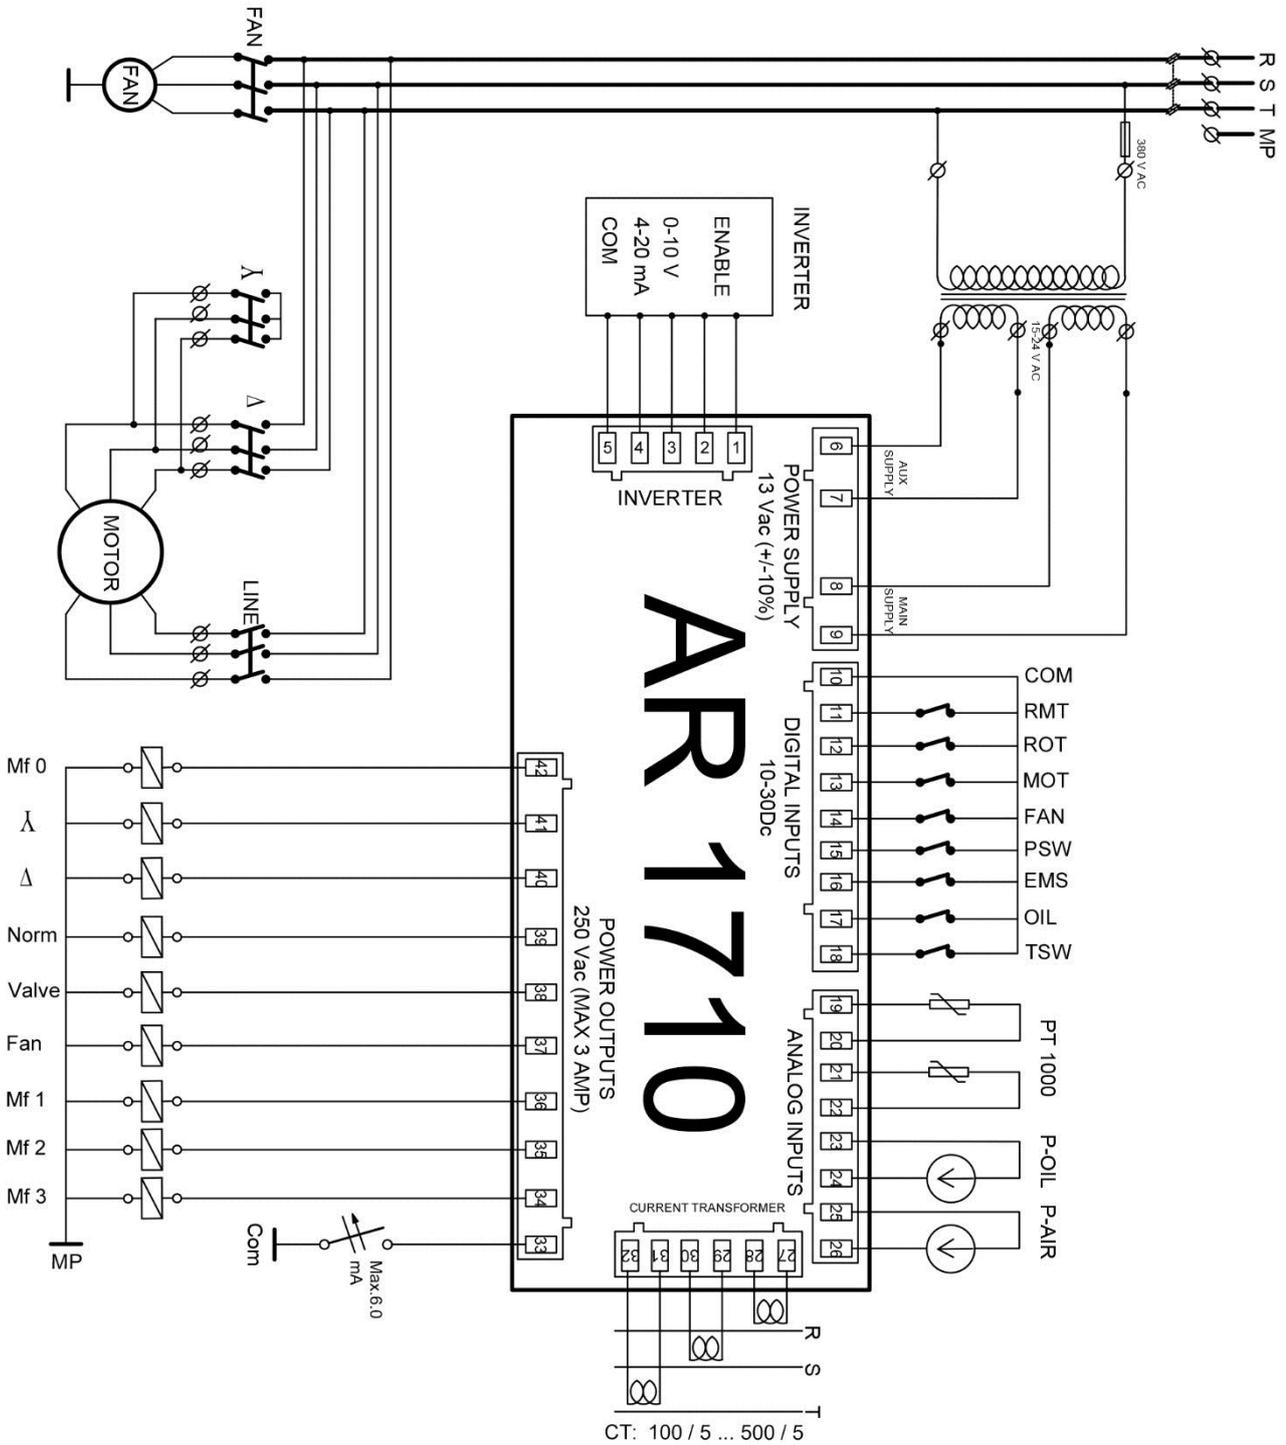 FAN
R
S
T
MP
FAN
380 V AC
INVERTER
ENABLE
0-10 V
4-20 mA
COM
15-24 V AC
Y
Δ
5
4
3
2
1
INVERTER
6
7
8
9
AUX
SUPPLY
MAIN
SUPPLY
POWER SUPPLY
13 Vac (+/-10%)
MOTOR
LINE
AR 1710
10
11
12
13
14
15
16
17
18
COM
RMT
ROT
MOT
FAN
PSW
EMS
OIL
TSW
DIGITAL INPUTS
10-30Dc
Mf 0
Y
Δ
Norm
Valve
Fan
Mf 1
Mf 2
Mf 3
MP
42
41
40
39
38
37
36
35
34
33
POWER OUTPUTS
250 Vac (MAX 3 AMP)
Com
Max.6.0
mA
19
20
21
22
23
24
25
26
ANALOG INPUTS
PT 1000
P-OIL
P-AIR
CURRENT TRANSFORMER
32
31
30
29
28
27
R
S
T
CT: 100 / 5 ... 500 / 5